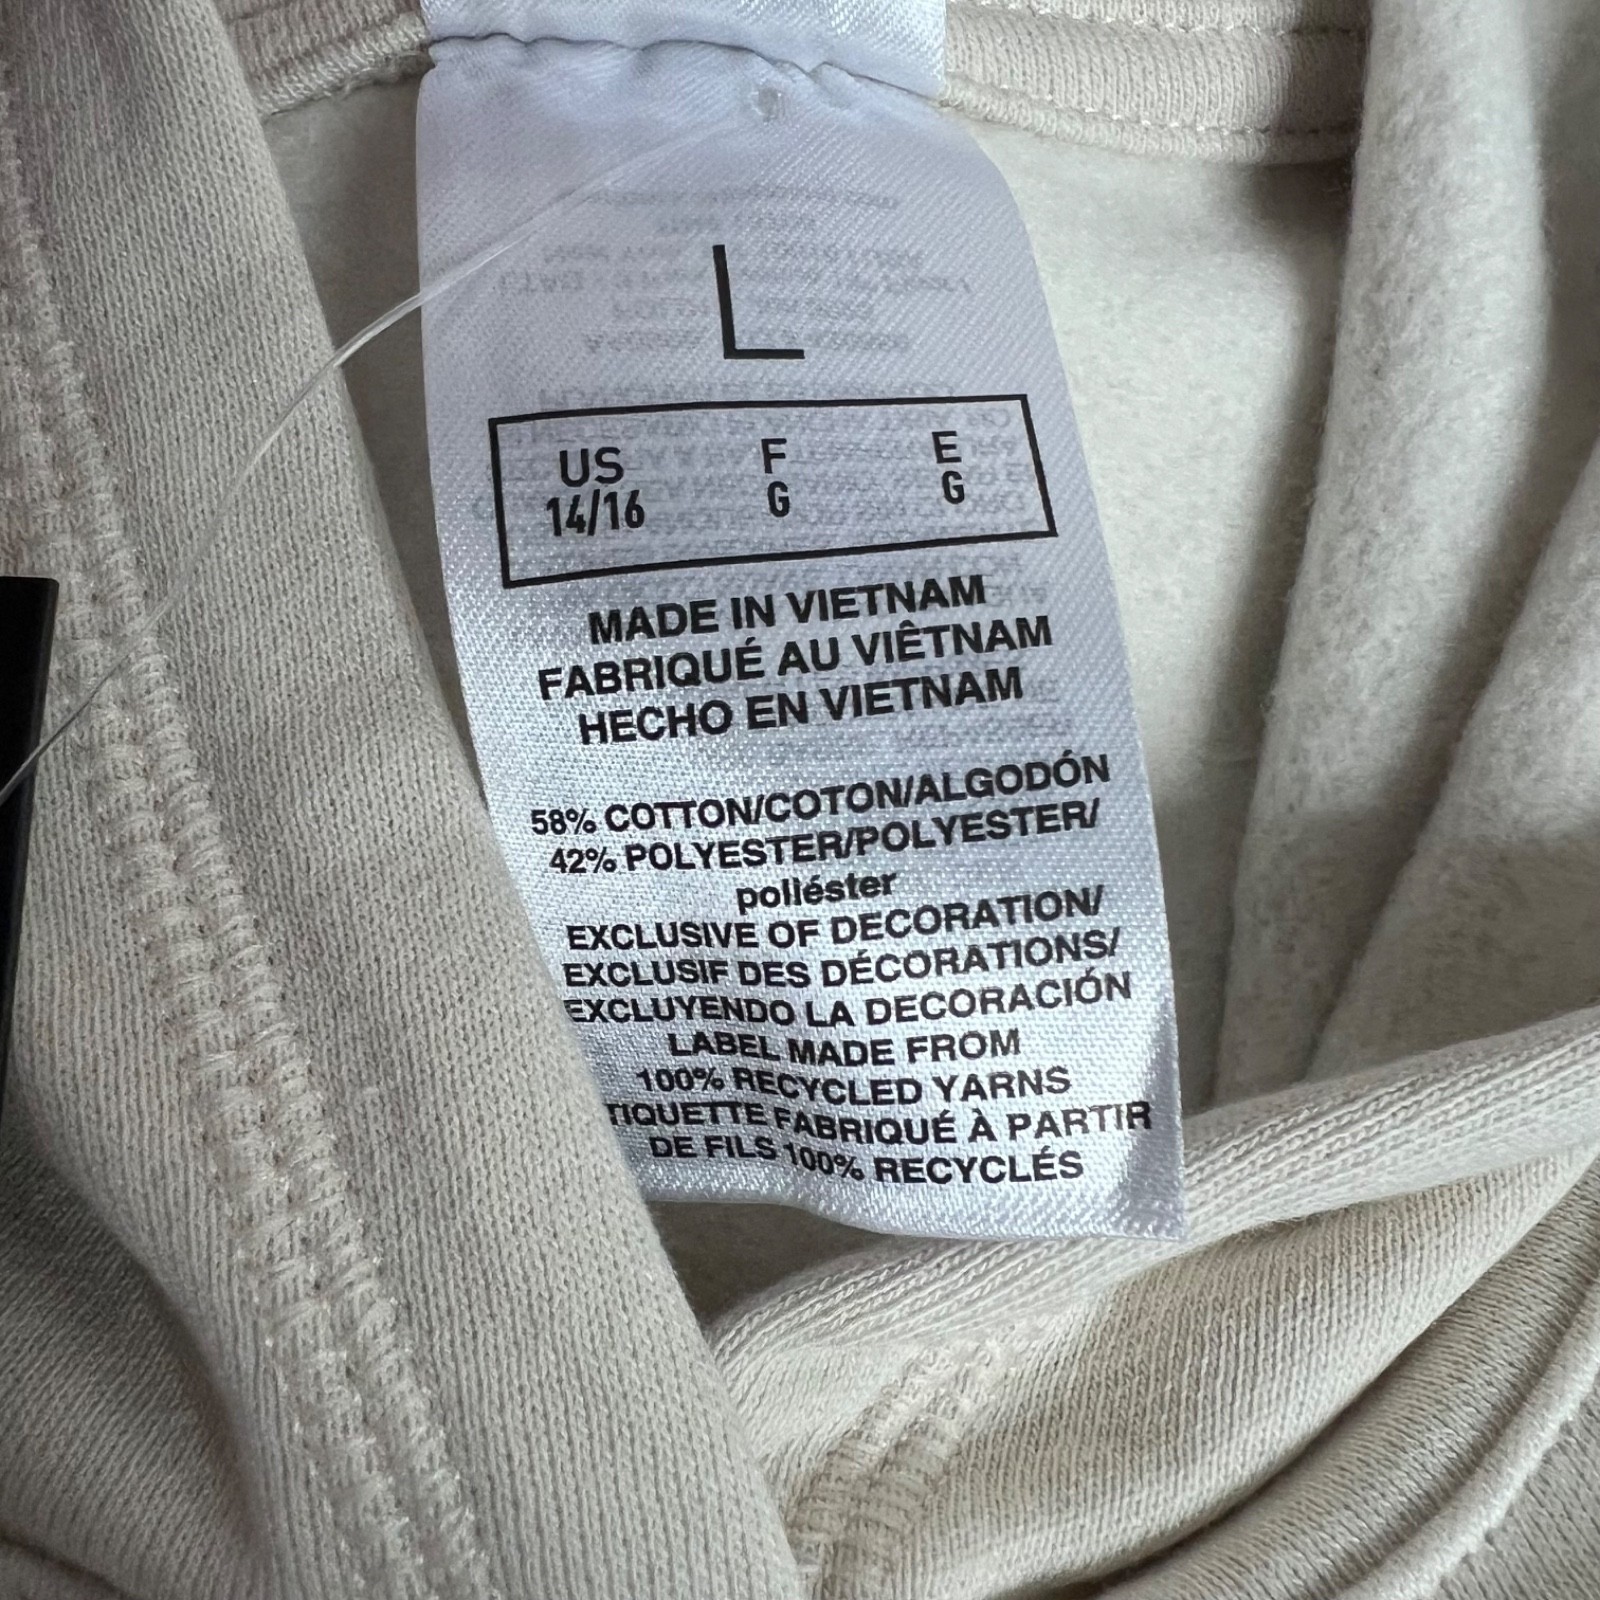 L
US F E
14/16 G G
MADE IN VIETNAM
FABRIQUÉ AU VIÊTNAM
HECHO EN VIETNAM
58% COTTON/COTON/ALGODÓN
42% POLYESTER/POLYESTER/
poliéster
EXCLUSIVE OF DECORATION/
EXCLUSIF DES DÉCORATIONS/
EXCLUYENDO LA DECORACIÓN
LABEL MADE FROM
100% RECYCLED YARNS
TIQUETTE FABRIQUÉ À PARTIR
DE FILS 100% RECYCLÉS